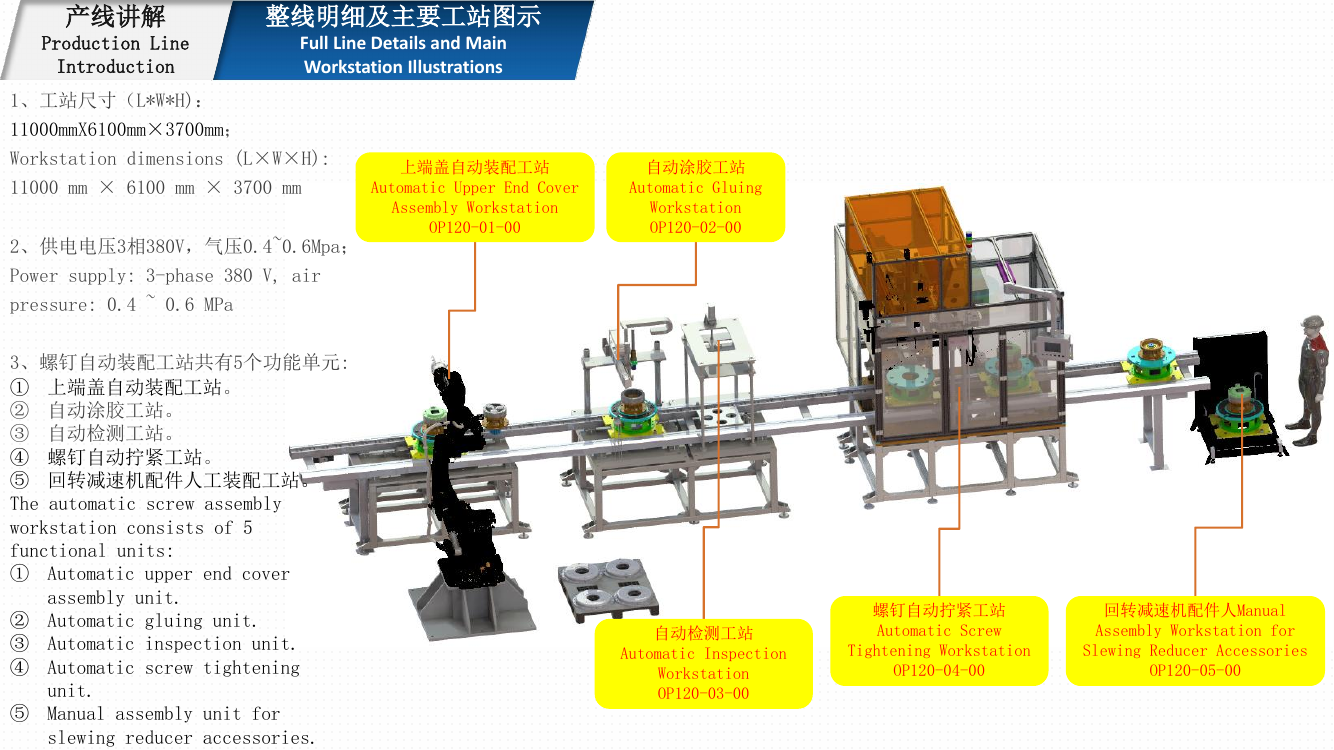 产线讲解
Production Line
Introduction
整线明细及主要工站图示
Full Line Details and Main
Workstation Illustrations
1、工站尺寸（L*W*H):
11000mmX6100mm×3700mm;
Workstation dimensions (L×W×H):
11000 mm × 6100 mm × 3700 mm
2、供电电压3相380V，气压0.4~0.6Mpa;
Power supply: 3-phase 380 V, air
pressure: 0.4 ~ 0.6 MPa
3、螺钉自动装配工站共有5个功能单元:
① 上端盖自动装配工站。
② 自动涂胶工站。
③ 自动检测工站。
④ 螺钉自动拧紧工站。
⑤ 回转减速机配件人工装配工站。
The automatic screw assembly
workstation consists of 5
functional units:
① Automatic upper end cover
assembly unit.
② Automatic gluing unit.
③ Automatic inspection unit.
④ Automatic screw tightening
unit.
⑤ Manual assembly unit for
slewing reducer accessories.
上端盖自动装配工站
Automatic Upper End Cover
Assembly Workstation
OP120-01-00
自动涂胶工站
Automatic Gluing
Workstation
OP120-02-00
自动检测工站
Automatic Inspection
Workstation
OP120-03-00
螺钉自动拧紧工站
Automatic Screw
Tightening Workstation
OP120-04-00
回转减速机配件人Manual
Assembly Workstation for
Slewing Reducer Accessories
OP120-05-00